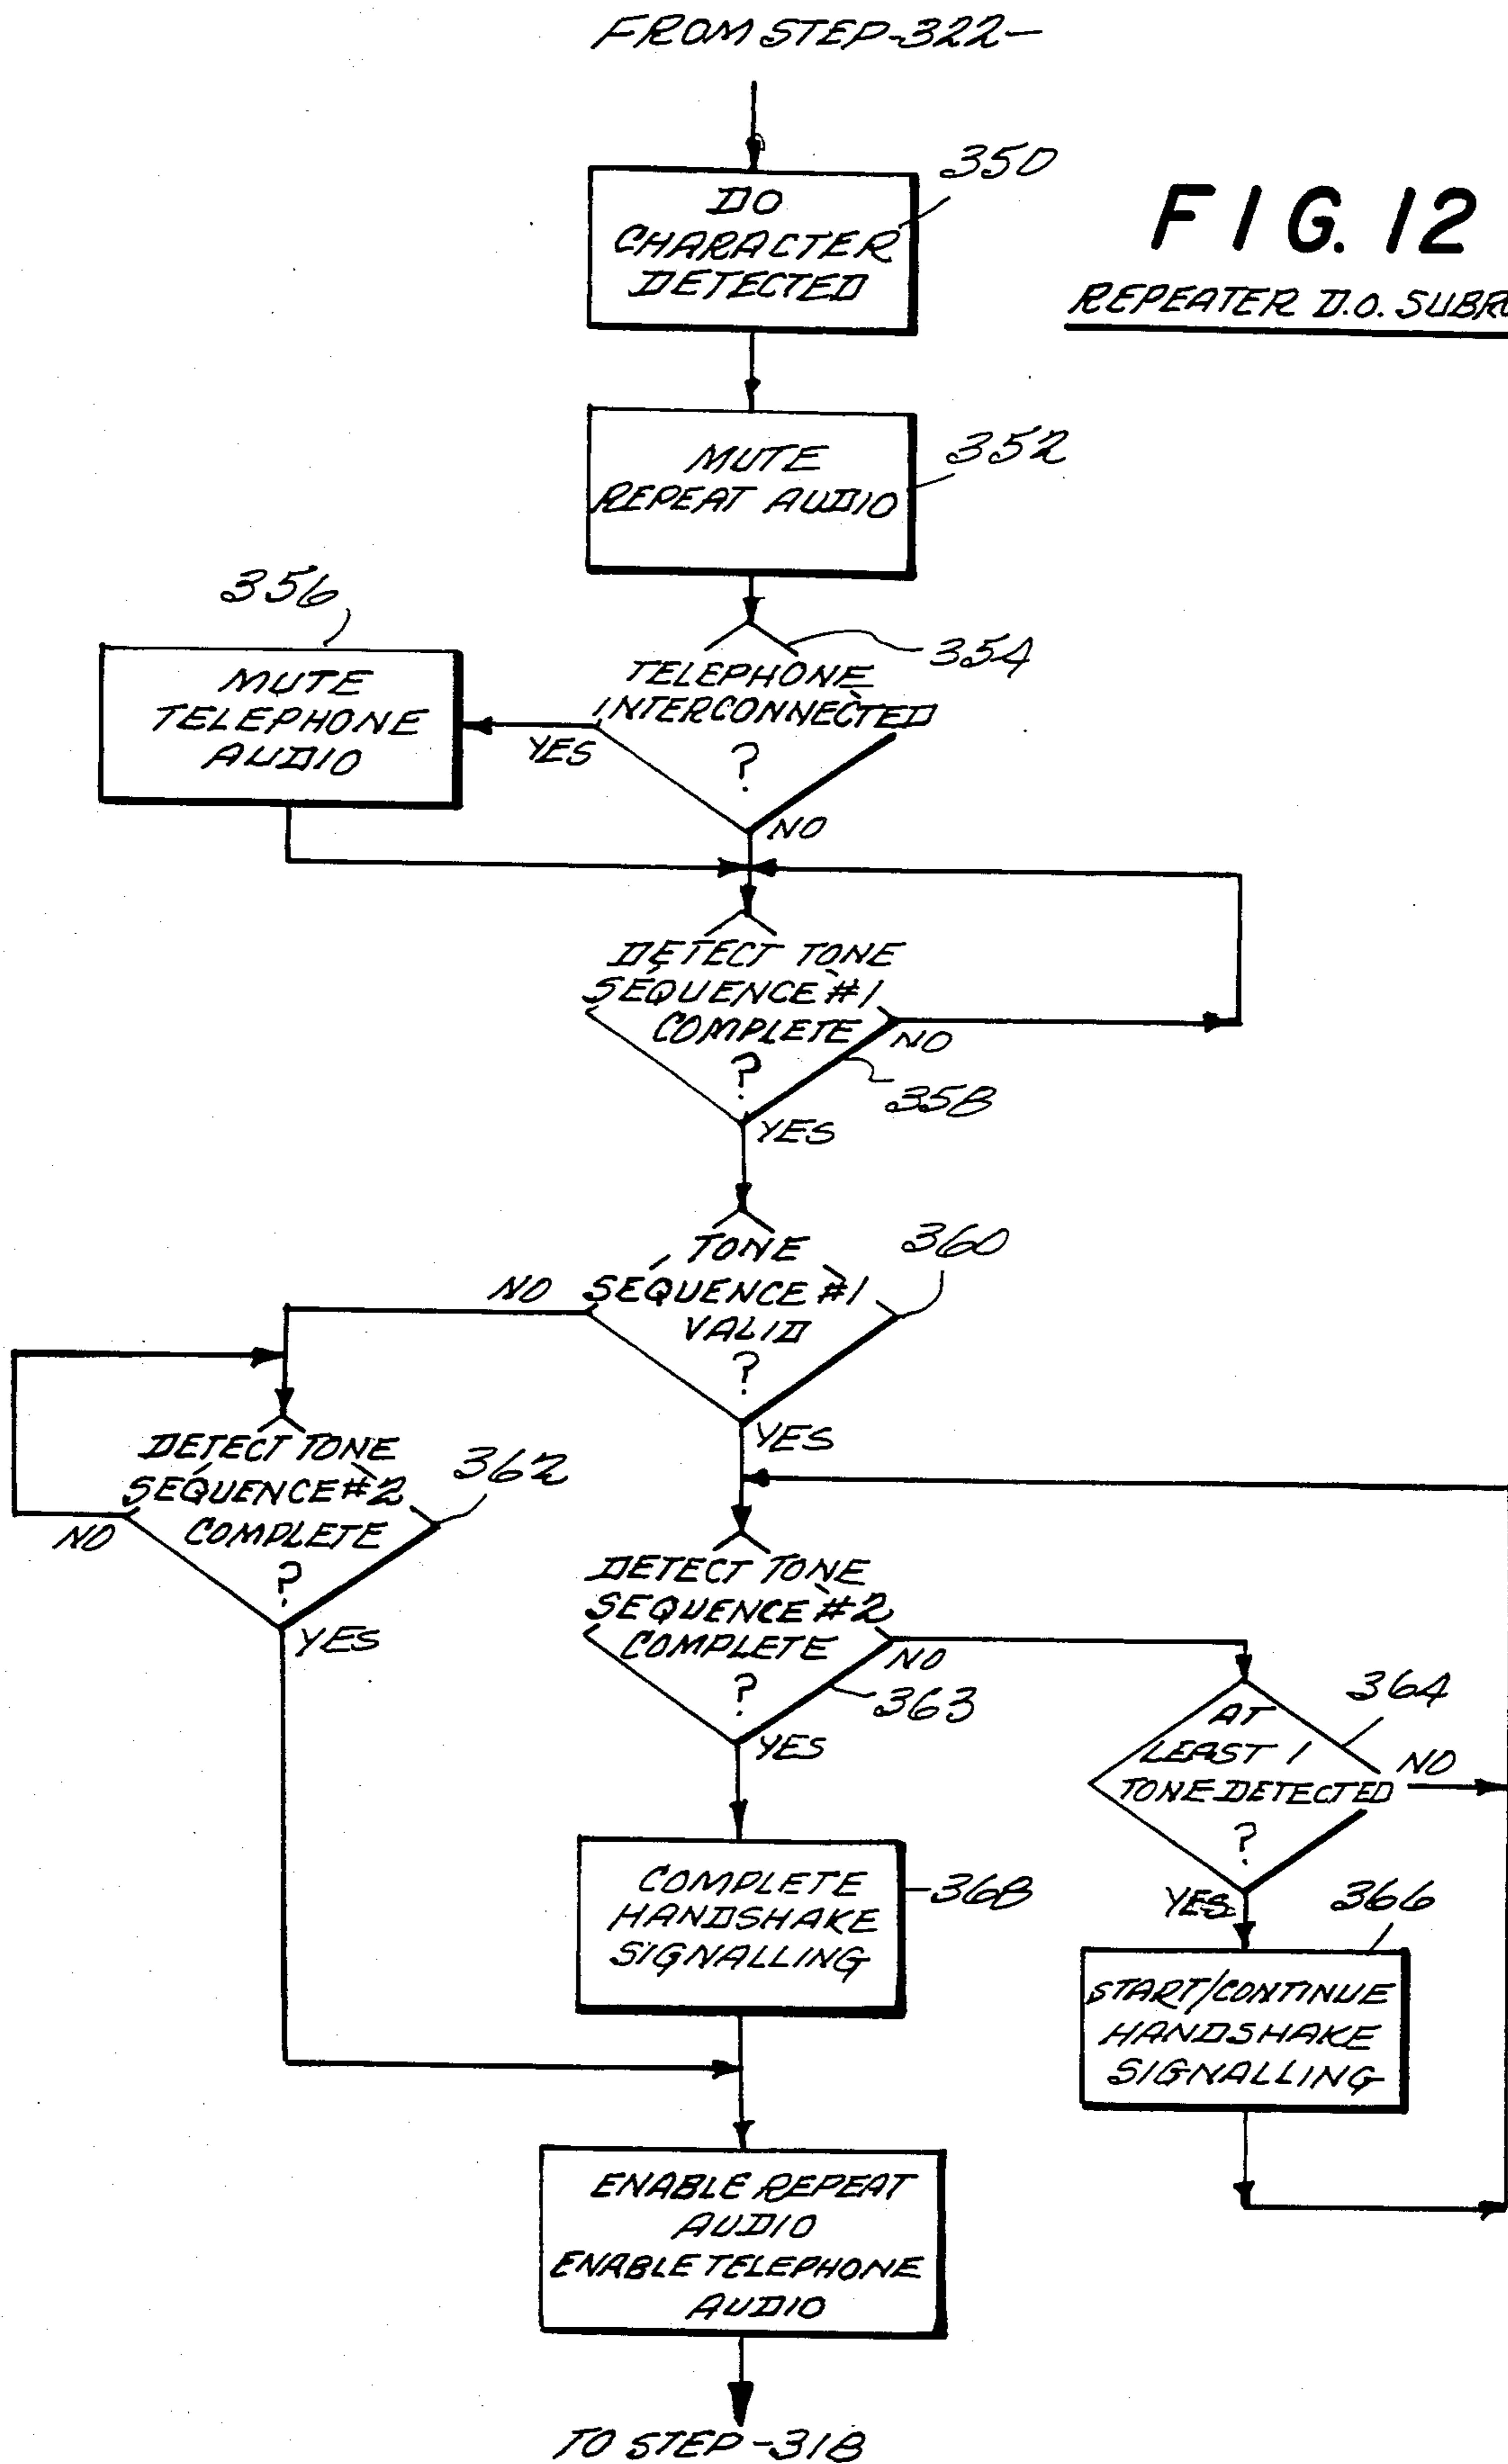 FROM STEP-322-
350
DO
CHARACTER
DETECTED
FIG. 12
REPEATER D.O. SUBRO
352
MUTE
REPEAT AUDIO
356
354
MUTE
TELEPHONE
AUDIO
TELEPHONE
INTERCONNECTED
?
YES
NO
DETECT TONE
SEQUENCE #1
COMPLETE
?
NO
358
YES
360
TONE
SEQUENCE #1
VALID
?
NO
YES
DETECT TONE
SEQUENCE #2
COMPLETE
?
362
NO
YES
DETECT TONE
SEQUENCE #2
COMPLETE
?
NO
363
YES
364
AT
LEAST 1
TONE DETECTED
?
NO
YES
366
COMPLETE
HANDSHAKE
SIGNALLING
368
START/CONTINUE
HANDSHAKE
SIGNALLING
ENABLE REPEAT
AUDIO
ENABLE TELEPHONE
AUDIO
TO STEP-318